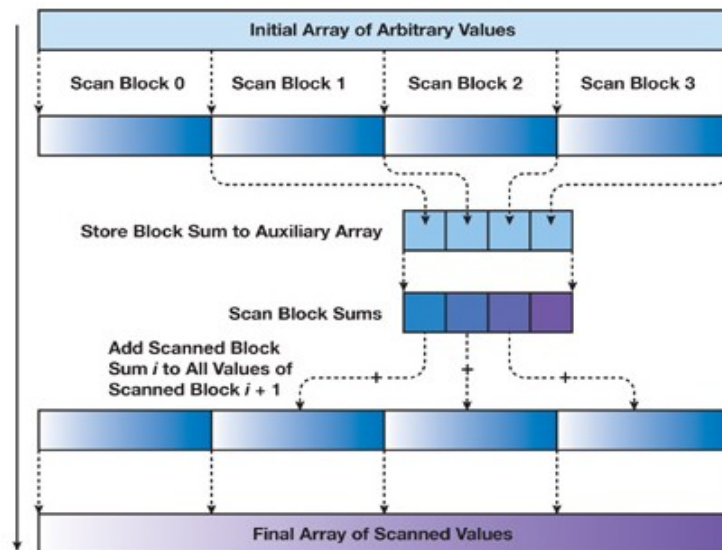 Initial Array of Arbitrary Values
Scan Block 0 Scan Block 1 Scan Block 2 Scan Block 3
Store Block Sum to Auxiliary Array
Scan Block Sums
Add Scanned Block
Sum i to All Values of
Scanned Block i + 1
+ + +
Final Array of Scanned Values